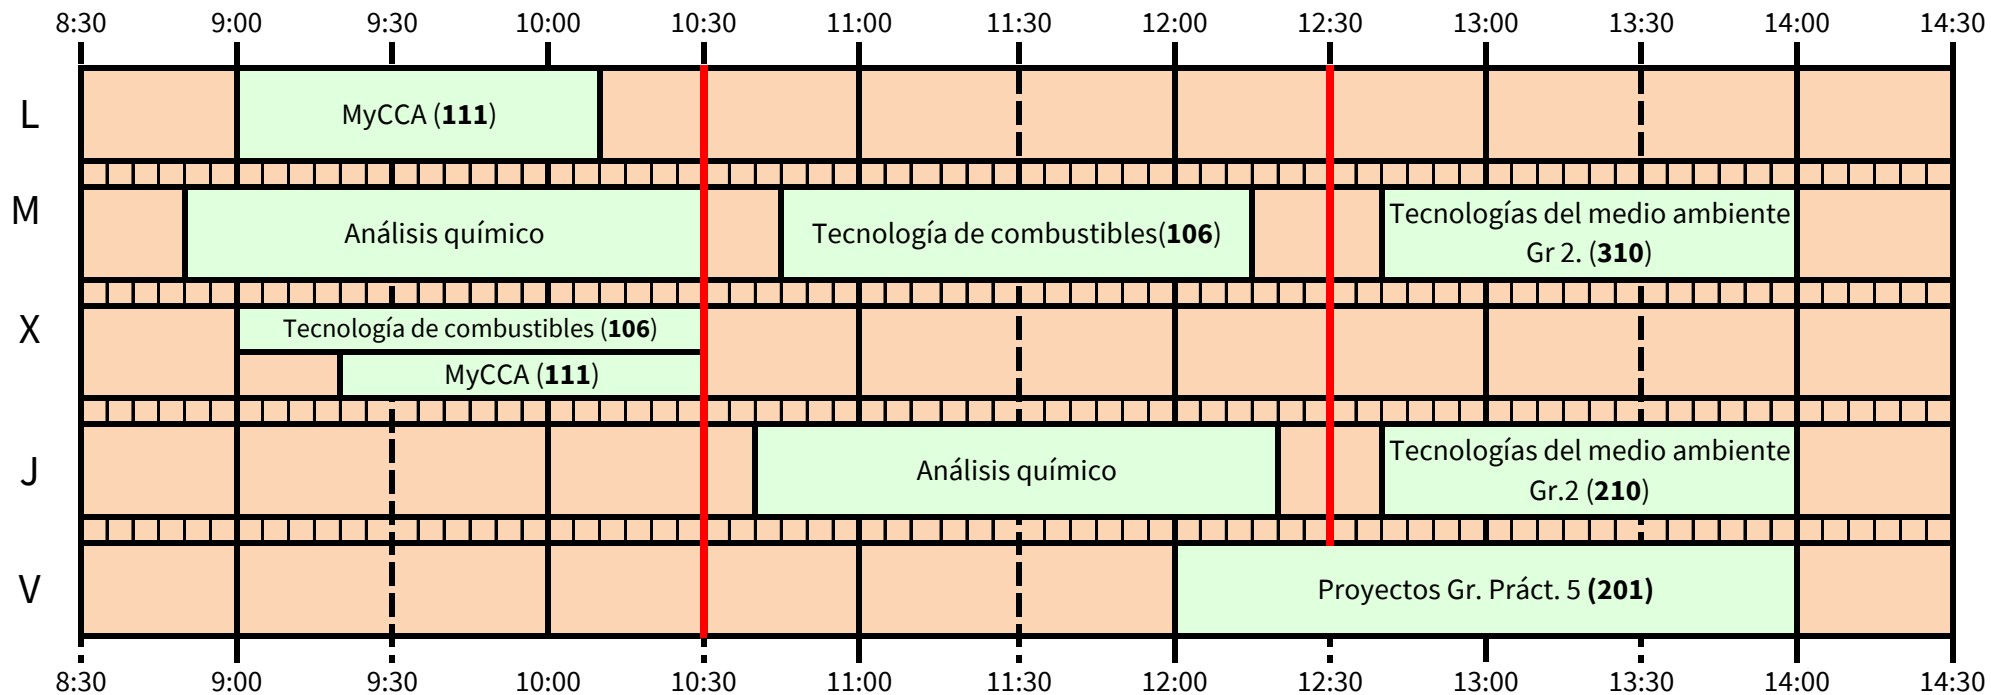 8:30 9:00 9:30 10:00 10:30 11:00 11:30 12:00 12:30 13:00 13:30 14:00 14:30
L MyCCA (111)
M Análisis químico Tecnología de combustibles(106) Tecnologías del medio ambiente
Gr 2. (310)
X Tecnología de combustibles (106)
MyCCA (111)
J Análisis químico Tecnologías del medio ambiente
Gr.2 (210)
V Proyectos Gr. Práct. 5 (201)
8:30 9:00 9:30 10:00 10:30 11:00 11:30 12:00 12:30 13:00 13:30 14:00 14:30